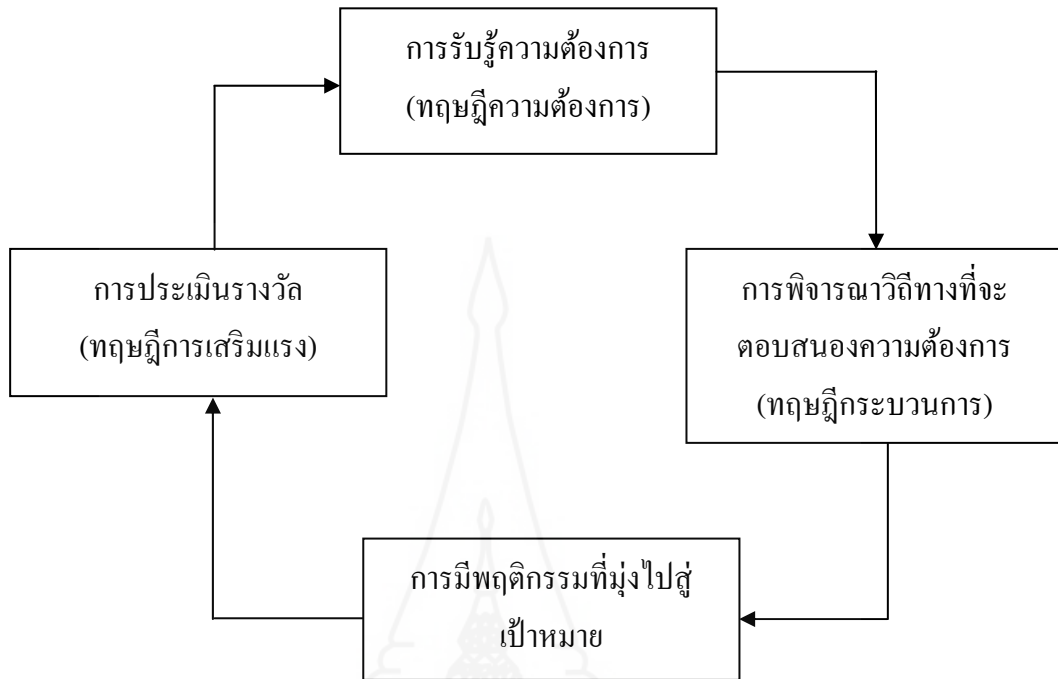 การรับรู้ความต้องการ
(ทฤษฎีความต้องการ)
การประเมินรางวัล
(ทฤษฎีการเสริมแรง)
การพิจารณาวิถีทางที่จะ
ตอบสนองความต้องการ
(ทฤษฎีกระบวนการ)
การมีพฤติกรรมที่มุ่งไปสู่
เป้าหมาย